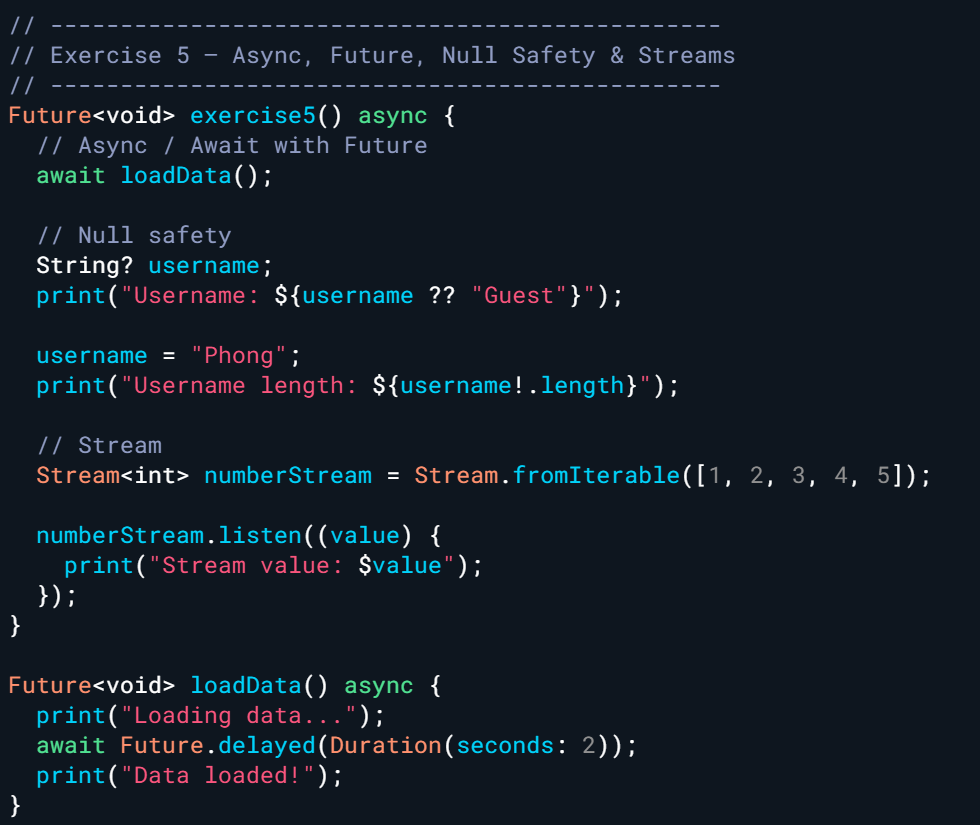 // ------------------------------------------------
// Exercise 5 – Async, Future, Null Safety & Streams
// ------------------------------------------------
Future<void> exercise5() async {
  // Async / Await with Future
  await loadData();

  // Null safety
  String? username;
  print("Username: ${username ?? "Guest"}");

  username = "Phong";
  print("Username length: ${username!.length}");

  // Stream
  Stream<int> numberStream = Stream.fromIterable([1, 2, 3, 4, 5]);

  numberStream.listen((value) {
    print("Stream value: $value");
  });
}

Future<void> loadData() async {
  print("Loading data...");
  await Future.delayed(Duration(seconds: 2));
  print("Data loaded!");
}